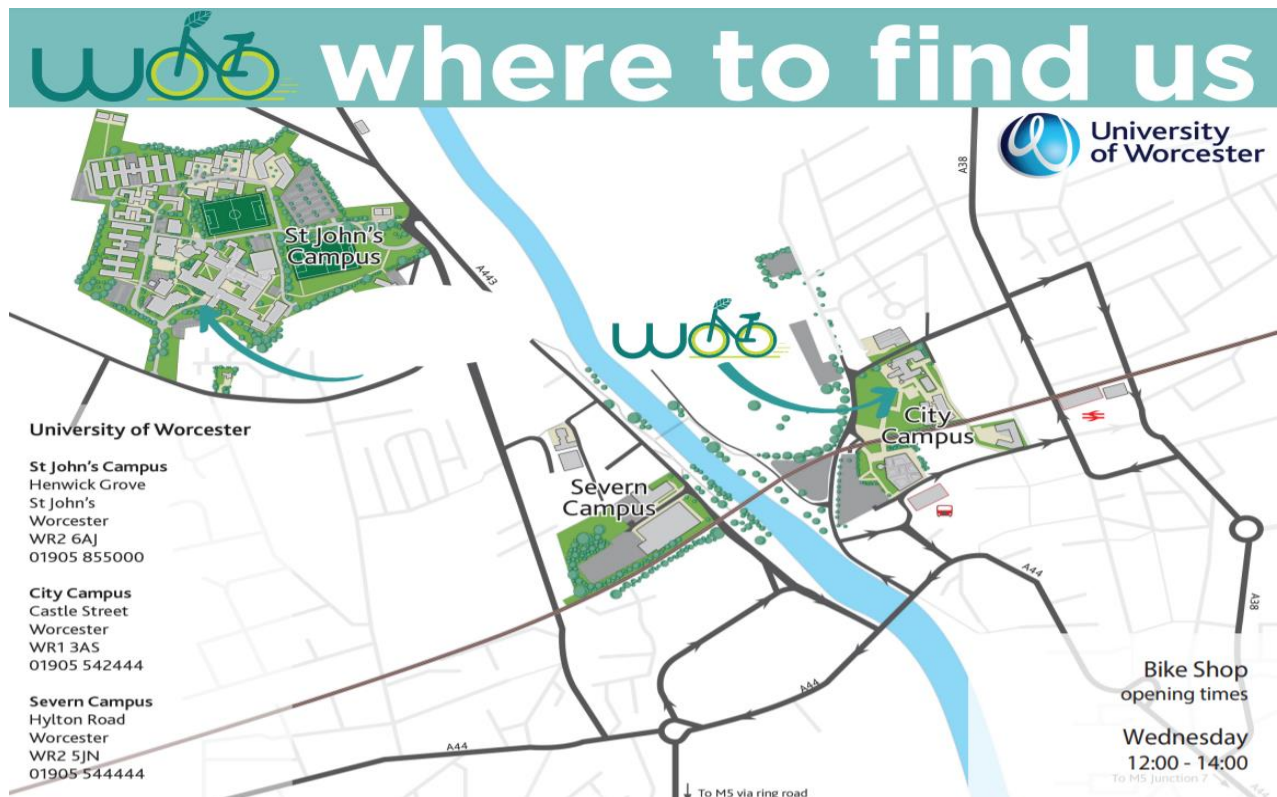 woo where to find us
University
of Worcester
A38
St John's
Campus
A443
woo
City
Campus
Severn
Campus
University of Worcester
St John's Campus
Henwick Grove
St John's
Worcester
WR2 6AJ
01905 855000
City Campus
Castle Street
Worcester
WR1 3AS
01905 542444
Severn Campus
Hylton Road
Worcester
WR2 5JN
01905 544444
A44
A38
A44
A44
To M5 via ring road
Bike Shop
opening times
Wednesday
12:00 - 14:00
To M5 Junction 7